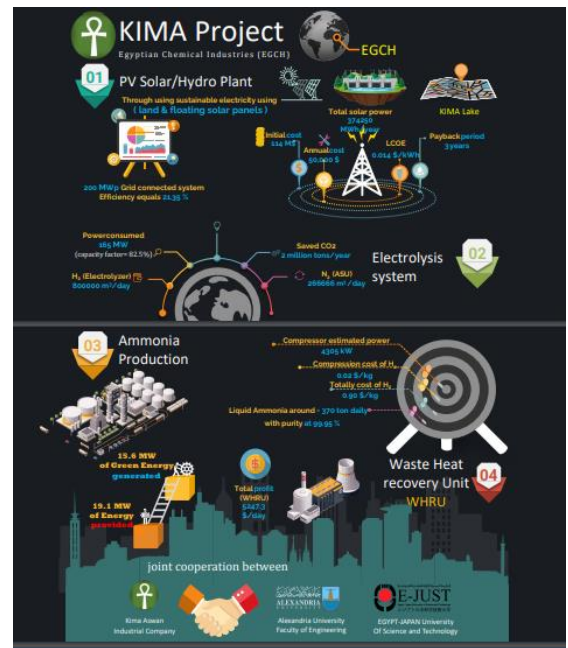 KIMA Project
Egyptian Chemical Industries (EGCH)
EGCH
01
PV Solar/Hydro Plant
Through using sustainable electricity using
( land & floating solar panels )
Total solar power
374250
MWh/year
KIMA Lake
Initial cost
114 M$
Annual cost
50,000 $
LCOE
0.014 $/kWh
Payback period
3 years
200 MWp Grid connected system
Efficiency equals 21.35 %
Power consumed
165 MW
(capacity factor= 82.5%)
Saved CO2
2 million tons/year
H₂ (Electrolyzer)
800000 m³/day
N₂ (ASU)
266666 m³ /day
Electrolysis
system
02
03
Ammonia
Production
Compressor estimated power
4305 kW
Compression cost of H₂
0.02 $/kg
Totally cost of H₂
0.90 $/kg
Liquid Ammonia around - 370 ton daily
with purity at 99.95 %
15.6 MW
of Green Energy
generated
19.1 MW
of Energy
provided
Total profit
(WHRU)
5247.3
$/day
Waste Heat
recovery Unit
WHRU
04
joint cooperation between
Kima Aswan
Industrial Company
ALEXANDRIA
UNIVERSITY
Alexandria University
Faculty of Engineering
E-JUST
EGYPT-JAPAN University
Of Science and Technology